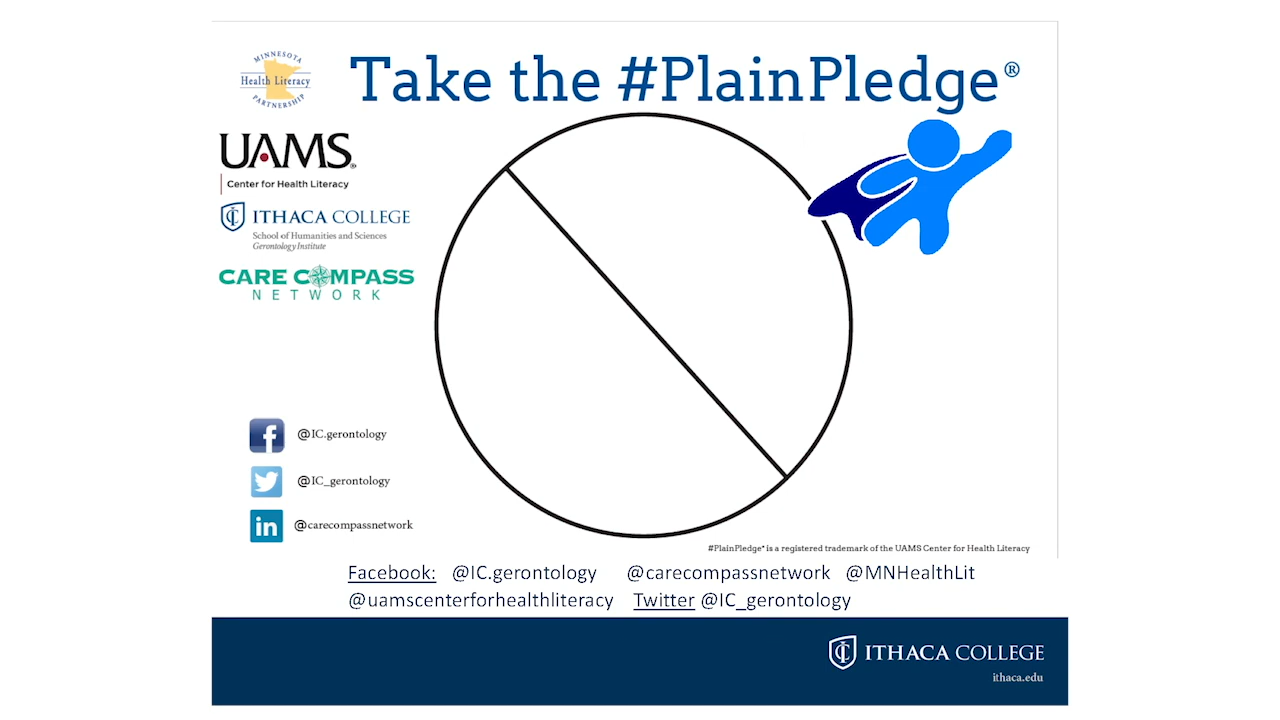 Take the #PlainPledge®
MINNESOTA
Health Literacy
PARTNERSHIP
UAMS®
Center for Health Literacy
ITHACA COLLEGE
School of Humanities and Sciences
Gerontology Institute
CARE COMPASS
NETWORK
@IC.gerontology
@IC_gerontology
in
@carecompassnetwork
#PlainPledge® is a registered trademark of the UAMS Center for Health Literacy
Facebook: @IC.gerontology @carecompassnetwork @MNHealthLit
@uamscenterforhealthliteracy Twitter @IC_gerontology
ITHACA COLLEGE
ithaca.edu